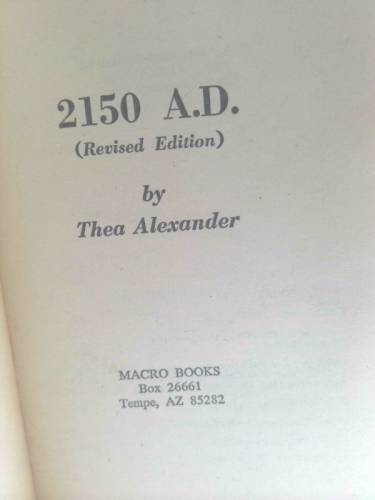 2150 A.D.
(Revised Edition)
by
Thea Alexander
MACRO BOOKS
Box 26661
Tempe, AZ 85282